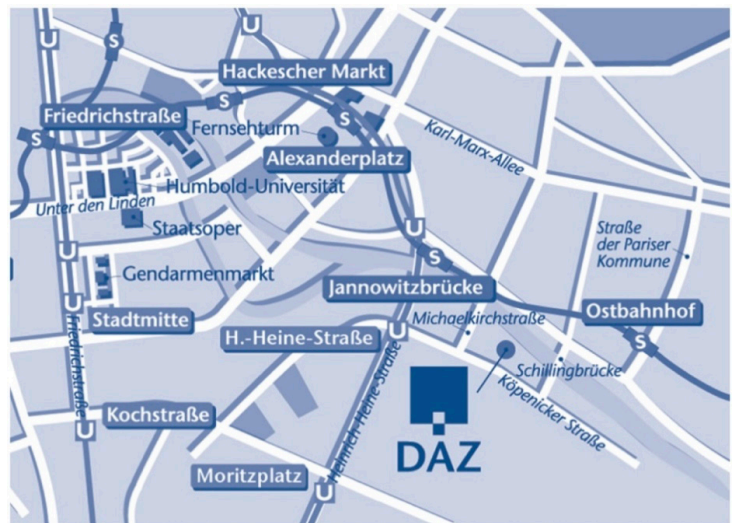 U
S
U
Hackescher Markt
S
Friedrichstraße
S
Fernsehturm
S
Karl-Marx-Allee
Alexanderplatz
Humbold-Universität
Unter den Linden
Staatsoper
U
U
Straße
der Pariser
Kommune
S
Gendarmenmarkt
Jannowitzbrücke
U
Stadtmitte
Michaelkirchstraße
Ostbahnhof
Friedrichstraße
H.-Heine-Straße
U
S
Schillingbrücke
Heinrich-Heine-Straße
Köpenicker Straße
Kochstraße
U
DAZ
Moritzplatz
U